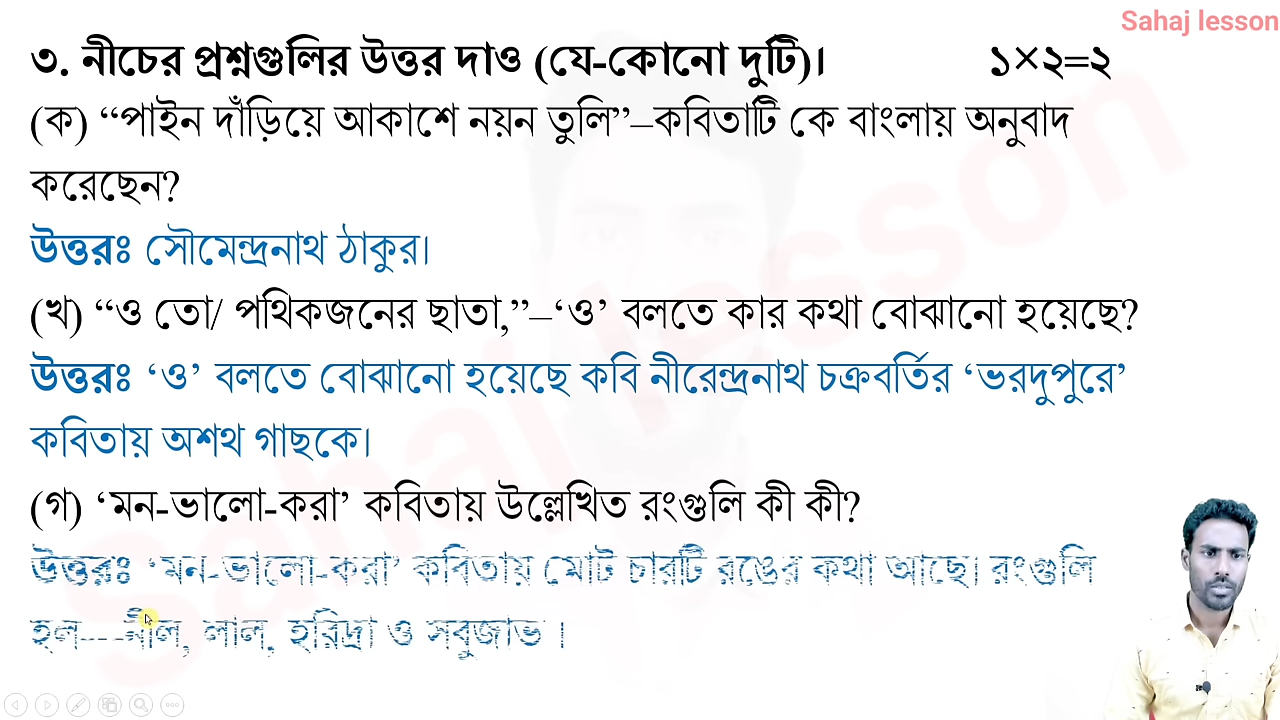 Sahaj lesson
৩. নীচের প্রশ্নগুলির উত্তর দাও (যে-কোনো দুটি)। ১×২=২
(ক) “পাইন দাঁড়িয়ে আকাশে নয়ন তুলি”–কবিতাটি কে বাংলায় অনুবাদ
করেছেন?
উত্তরঃ সৌমেন্দ্রনাথ ঠাকুর।
(খ) “ও তো/ পথিকজনের ছাতা,”–‘ও’ বলতে কার কথা বোঝানো হয়েছে?
উত্তরঃ ‘ও’ বলতে বোঝানো হয়েছে কবি নীরেন্দ্রনাথ চক্রবর্তির ‘ভরদুপুরে’
কবিতায় অশথ গাছকে।
(গ) ‘মন-ভালো-করা’ কবিতায় উল্লেখিত রংগুলি কী কী?
উত্তরঃ ‘মন-ভালো-করা’ কবিতায় মোট চারটি রঙের কথা আছে। রংগুলি
হল---নীল, লাল, হরিদ্রা ও সবুজাভ ।
Sahaj lesson